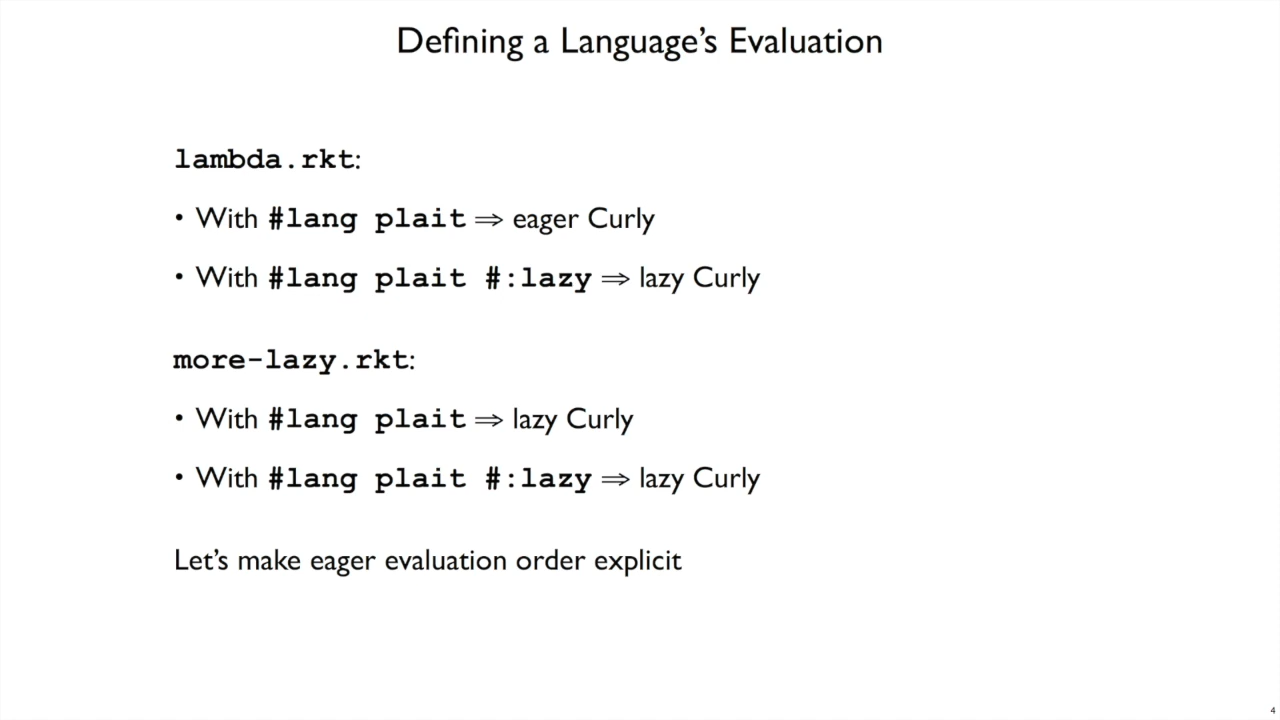 Defining a Language's Evaluation
lambda.rkt:
• With #lang plait ⇒ eager Curly
• With #lang plait #:lazy ⇒ lazy Curly
more-lazy.rkt:
• With #lang plait ⇒ lazy Curly
• With #lang plait #:lazy ⇒ lazy Curly
Let's make eager evaluation order explicit
4